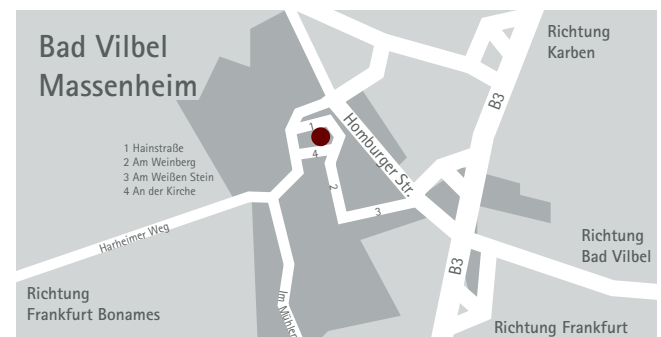 Bad Vilbel
Massenheim
Richtung
Karben
B3
1 Hainstraße
2 Am Weinberg
3 Am Weißen Stein
4 An der Kirche
1
4
2
3
Homburger Str.
Harheimer Weg
Im Mühlen
B3
Richtung
Bad Vilbel
Richtung
Frankfurt Bonames
Richtung Frankfurt